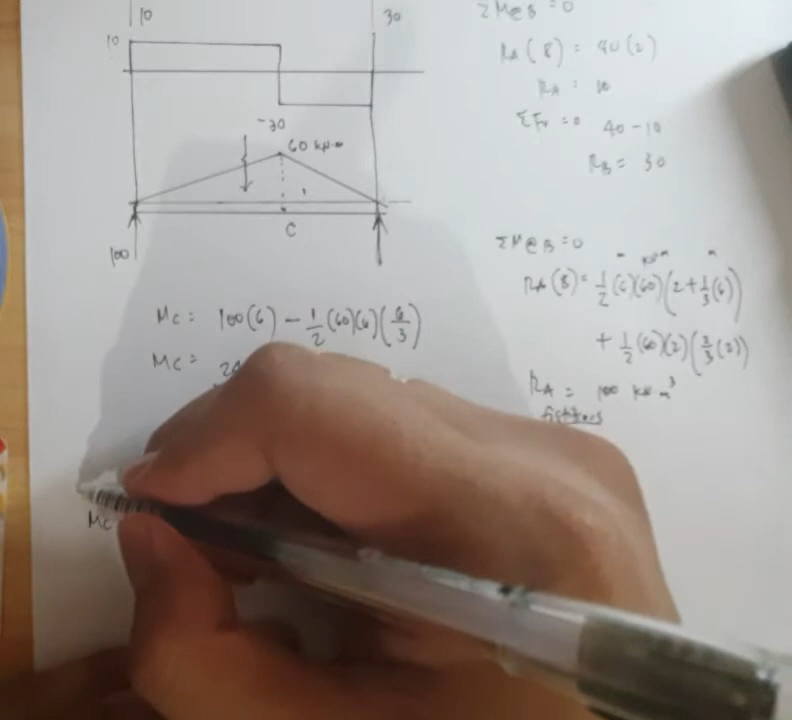 10
30
ΣM@B = 0
10
RA(8) = 40(2)
RA = 10
-30
ΣFv = 0 40-10
60 kN-m
RB = 30
C
ΣM@B = 0
100
RA(8) = 1/2(6)(60)(2+1/3(6))
MC = 100(6) - 1/2(60)(6)(6/3)
+ 1/2(60)(2)(2/3(2))
MC = 24
RA = 100
MC